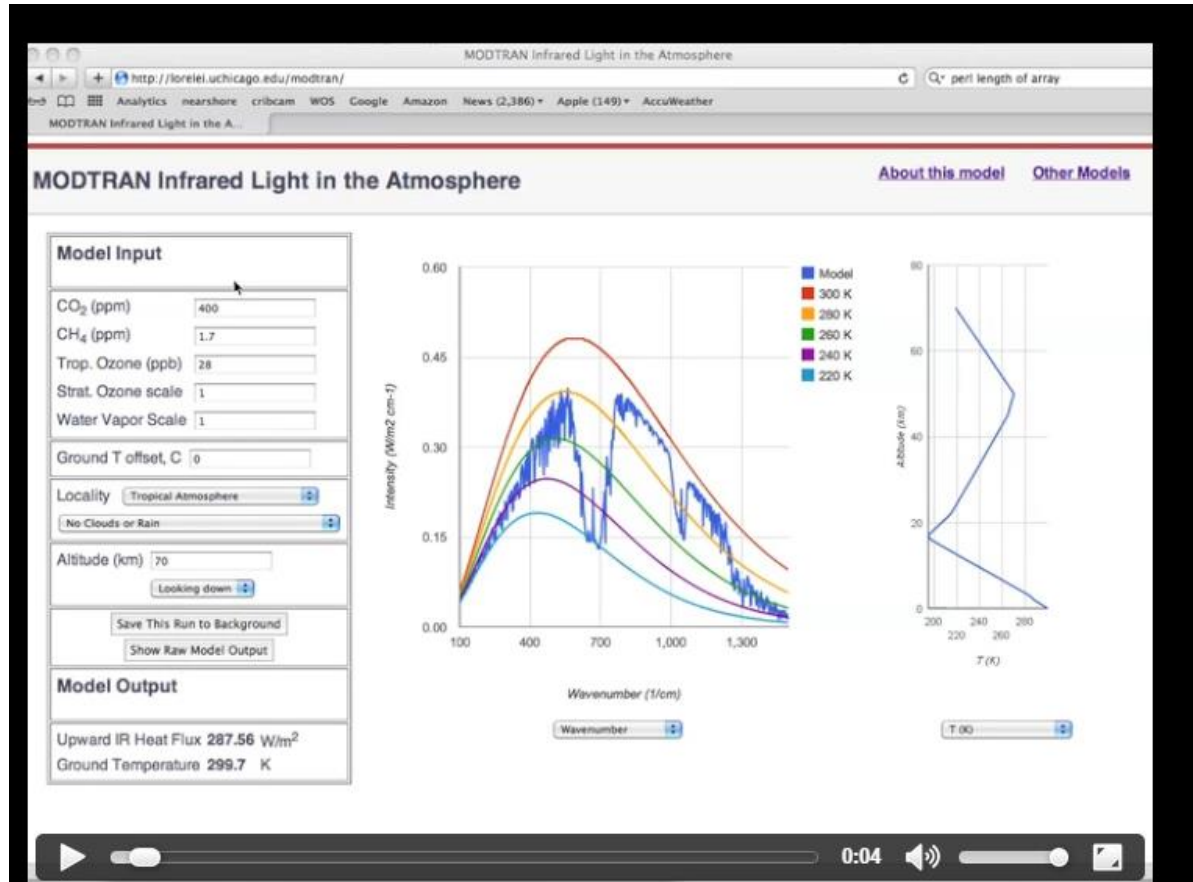 MODTRAN Infrared Light in the Atmosphere
http://lorelei.uchicago.edu/modtran/
perl length of array
Analytics nearshore cribcam WOS Google Amazon News (2,386) Apple (149) AccuWeather
MODTRAN Infrared Light in the A...
MODTRAN Infrared Light in the Atmosphere
About this model Other Models
Model Input
CO2 (ppm) 400
CH4 (ppm) 1.7
Trop. Ozone (ppb) 28
Strat. Ozone scale 1
Water Vapor Scale 1
Ground T offset, C 0
Locality Tropical Atmosphere
No Clouds or Rain
Altitude (km) 70
Looking down
Save This Run to Background
Show Raw Model Output
Model Output
Upward IR Heat Flux 287.56 W/m2
Ground Temperature 299.7 K
0.60
0.45
0.30
0.15
0.00
Intensity (W/m2 cm-1)
100 400 700 1,000 1,300
Wavenumber (1/cm)
Wavenumber
Model
300 K
280 K
260 K
240 K
220 K
80
60
40
20
0
Altitude (km)
200 240 280
220 260
T (K)
T (K)
0:04